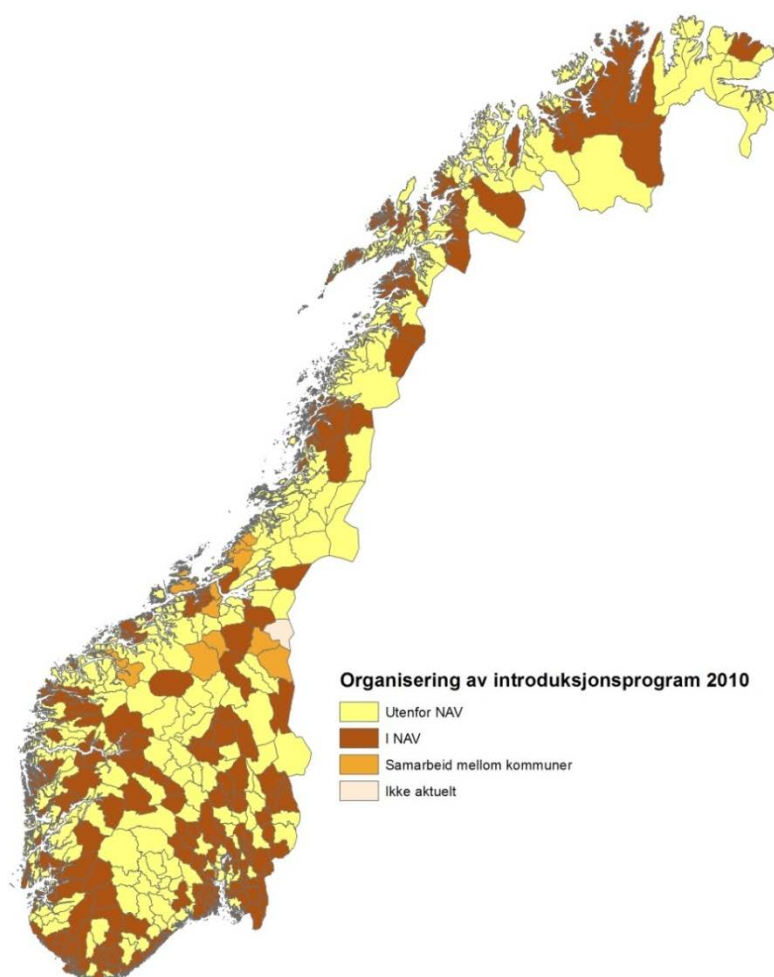 Organisering av introduksjonsprogram 2010
Utenfor NAV
I NAV
Samarbeid mellom kommuner
Ikke aktuelt